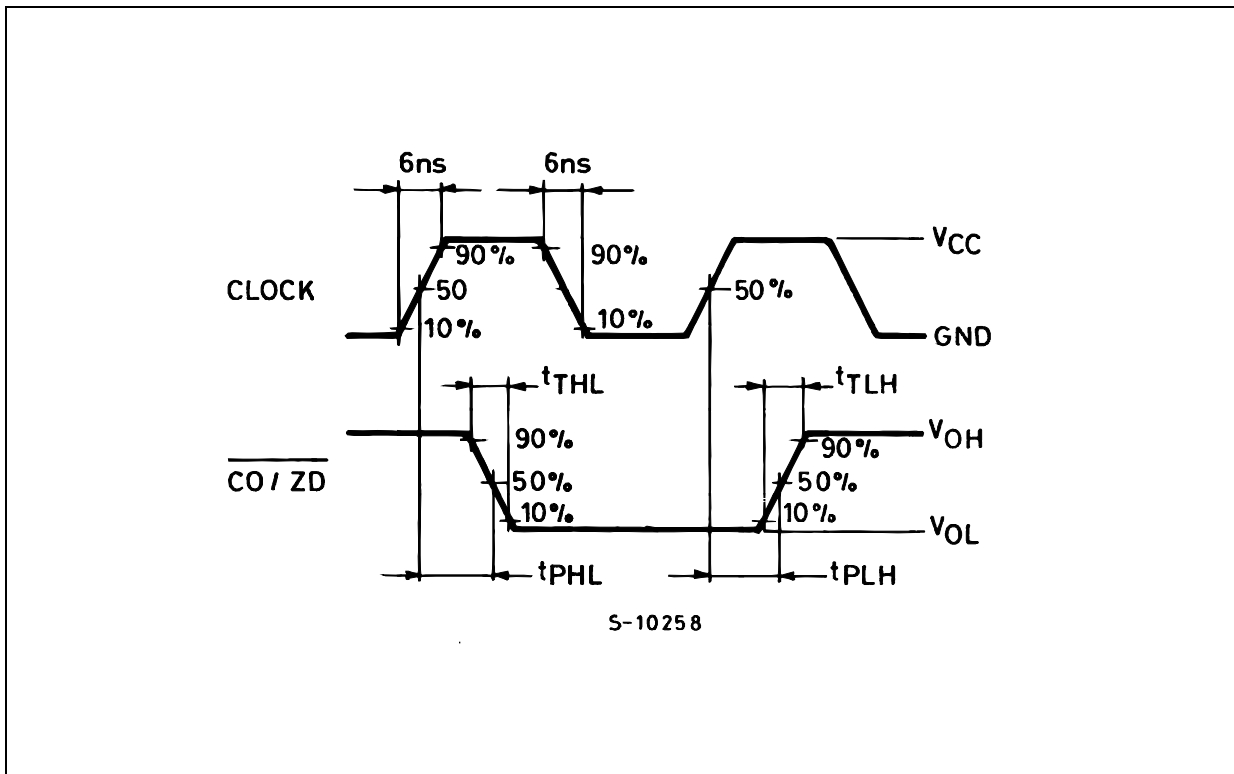 6ns 6ns
VCC
90% 90%
CLOCK 50 50%
10% 10%
GND
tTHL tTLH
VOH
90% 90%
CO / ZD 50% 50%
10% 10%
VOL
tPHL tPLH
S-10258